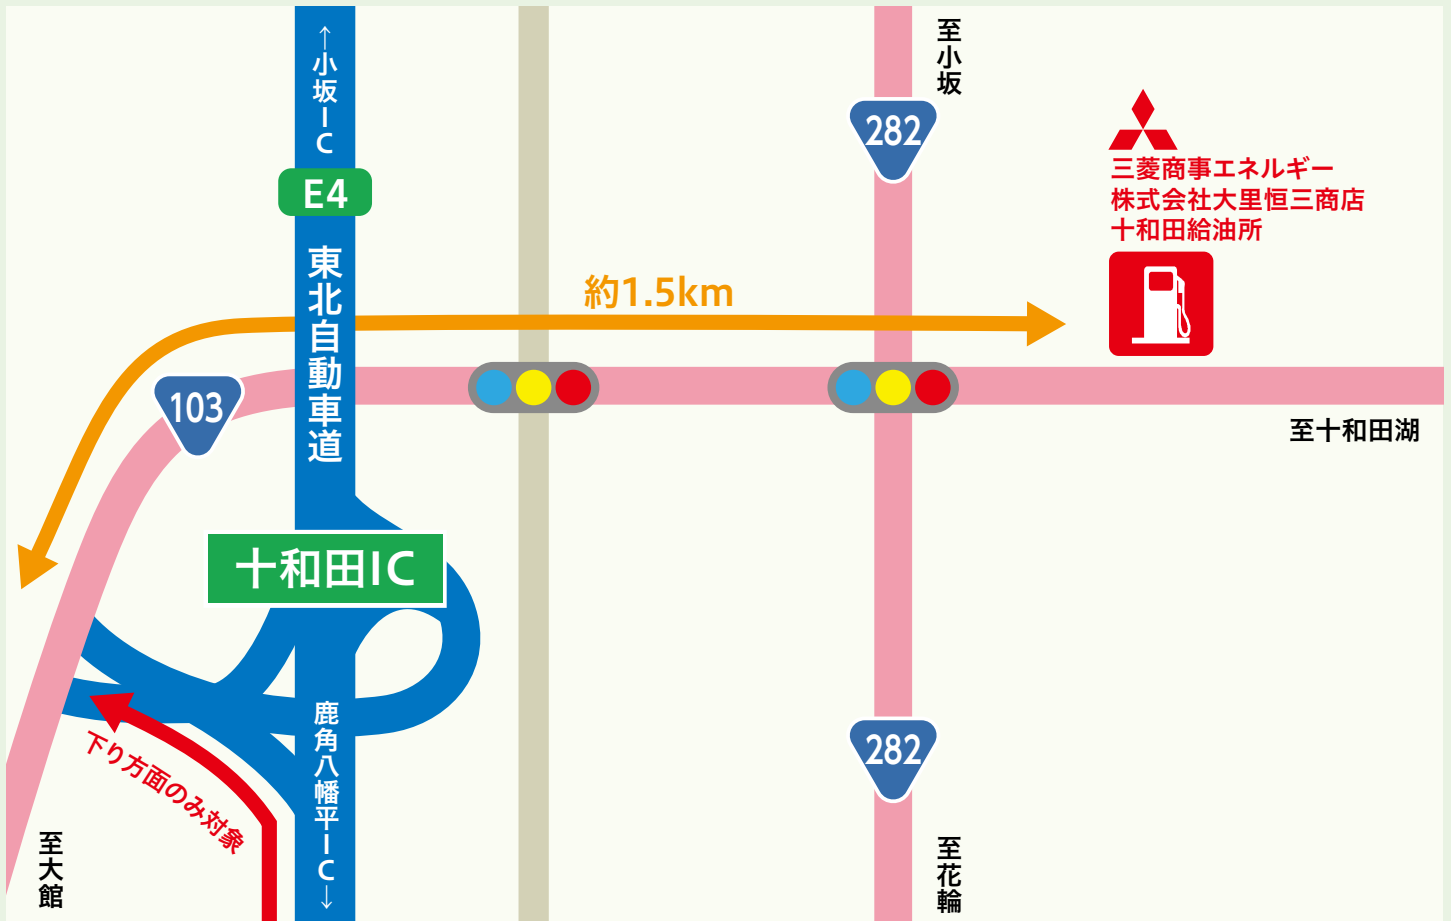 ↑小坂IC
E4
東北自動車道
至小坂
282
三菱商事エネルギー
株式会社大里恒三商店
十和田給油所
約1.5km
103
至十和田湖
十和田IC
下り方面のみ対象
鹿角八幡平IC↓
282
至大館
至花輪